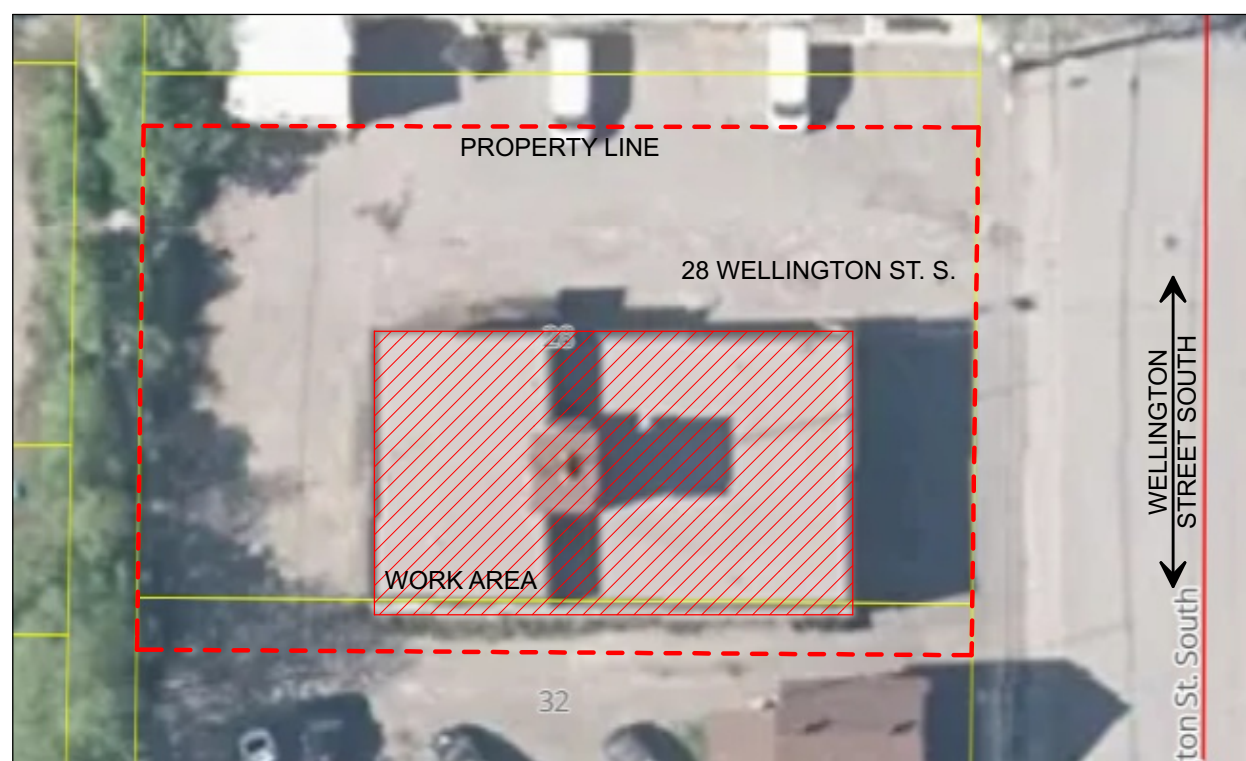 PROPERTY LINE
28 WELLINGTON ST. S.
28
WELLINGTON
STREET SOUTH
WORK AREA
ton St. South
32